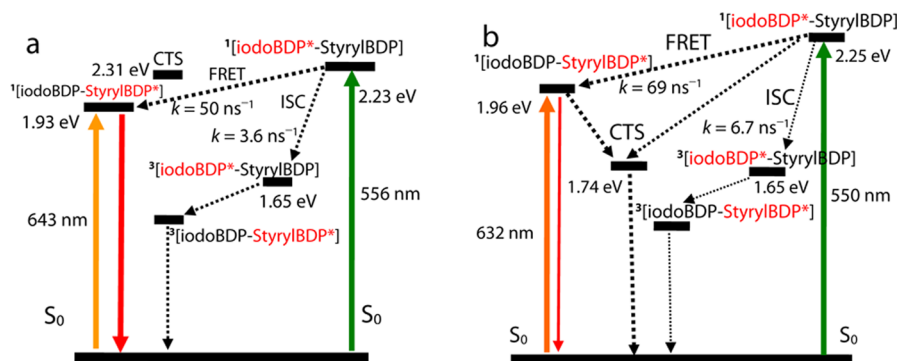 a
CTS
2.31 eV
¹[iodoBDP*-StyrylBDP]
FRET
¹[iodoBDP-StyrylBDP*]
k = 50 ns⁻¹
ISC
2.23 eV
1.93 eV
k = 3.6 ns⁻¹
³[iodoBDP*-StyrylBDP]
1.65 eV
643 nm
556 nm
³[iodoBDP-StyrylBDP*]
S₀
S₀
b
¹[iodoBDP*-StyrylBDP]
FRET
2.25 eV
¹[iodoBDP-StyrylBDP*]
k = 69 ns⁻¹
ISC
1.96 eV
CTS
k = 6.7 ns⁻¹
³[iodoBDP*-StyrylBDP]
1.74 eV
1.65 eV
³[iodoBDP-StyrylBDP*]
550 nm
632 nm
S₀
S₀